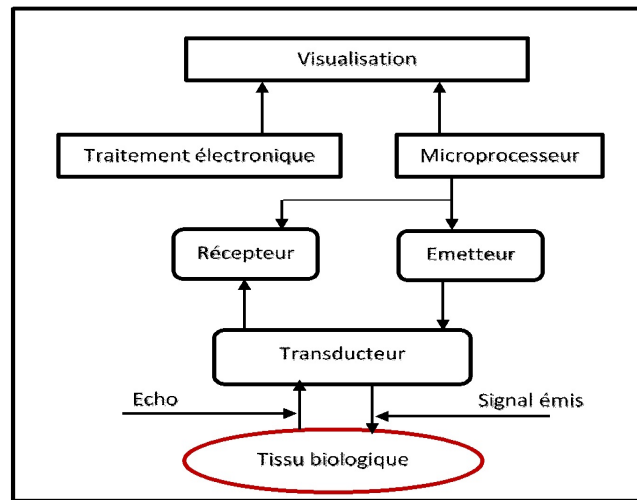 Visualisation
Traitement électronique
Microprocesseur
Récepteur
Emetteur
Transducteur
Echo
Signal émis
Tissu biologique